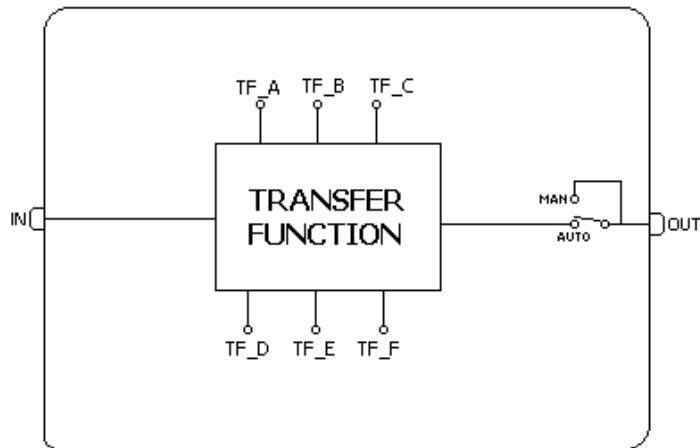 TF_A TF_B TF_C
TRANSFER
FUNCTION
MAN
IN
OUT
AUTO
TF_D TF_E TF_F